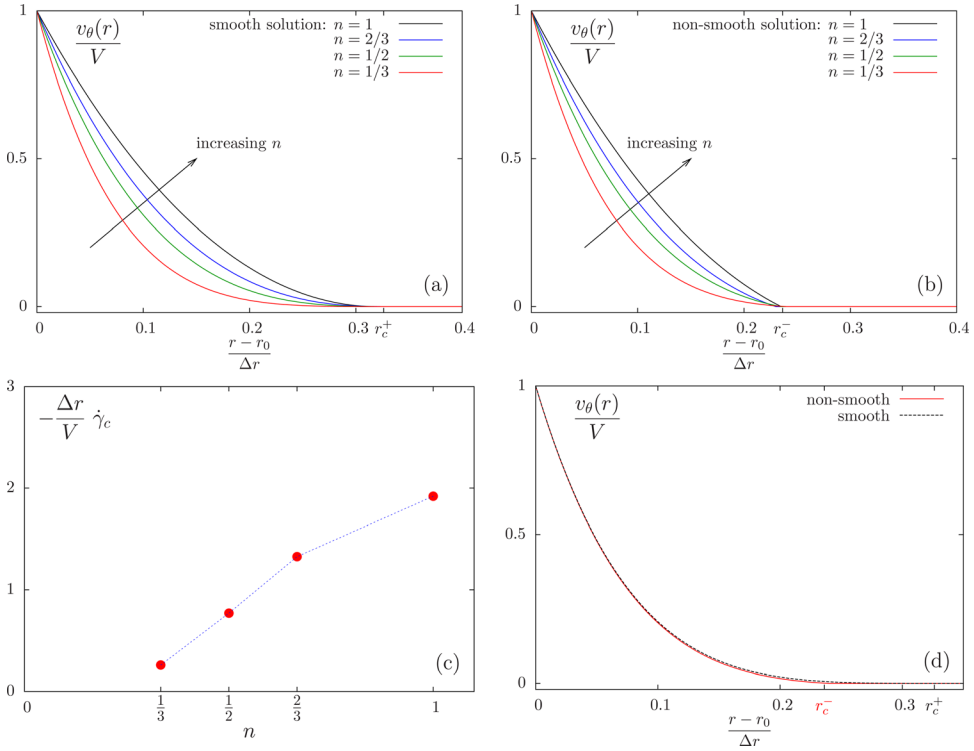 1
v_θ(r)/V
smooth solution: n = 1
n = 2/3
n = 1/2
n = 1/3
0.5
increasing n
(a)
0
0 0.1 0.2 0.3 r_c^+ 0.4
(r − r_0)/Δr
1
v_θ(r)/V
non-smooth solution: n = 1
n = 2/3
n = 1/2
n = 1/3
0.5
increasing n
(b)
0
0 0.1 0.2 r_c^- 0.3 0.4
(r − r_0)/Δr
3
−(Δr/V) γ̇_c
2
1
(c)
0
0 1/3 1/2 2/3 1
n
1
v_θ(r)/V
non-smooth
smooth
0.5
(d)
0
0 0.1 0.2 r_c^- 0.3 r_c^+
(r − r_0)/Δr